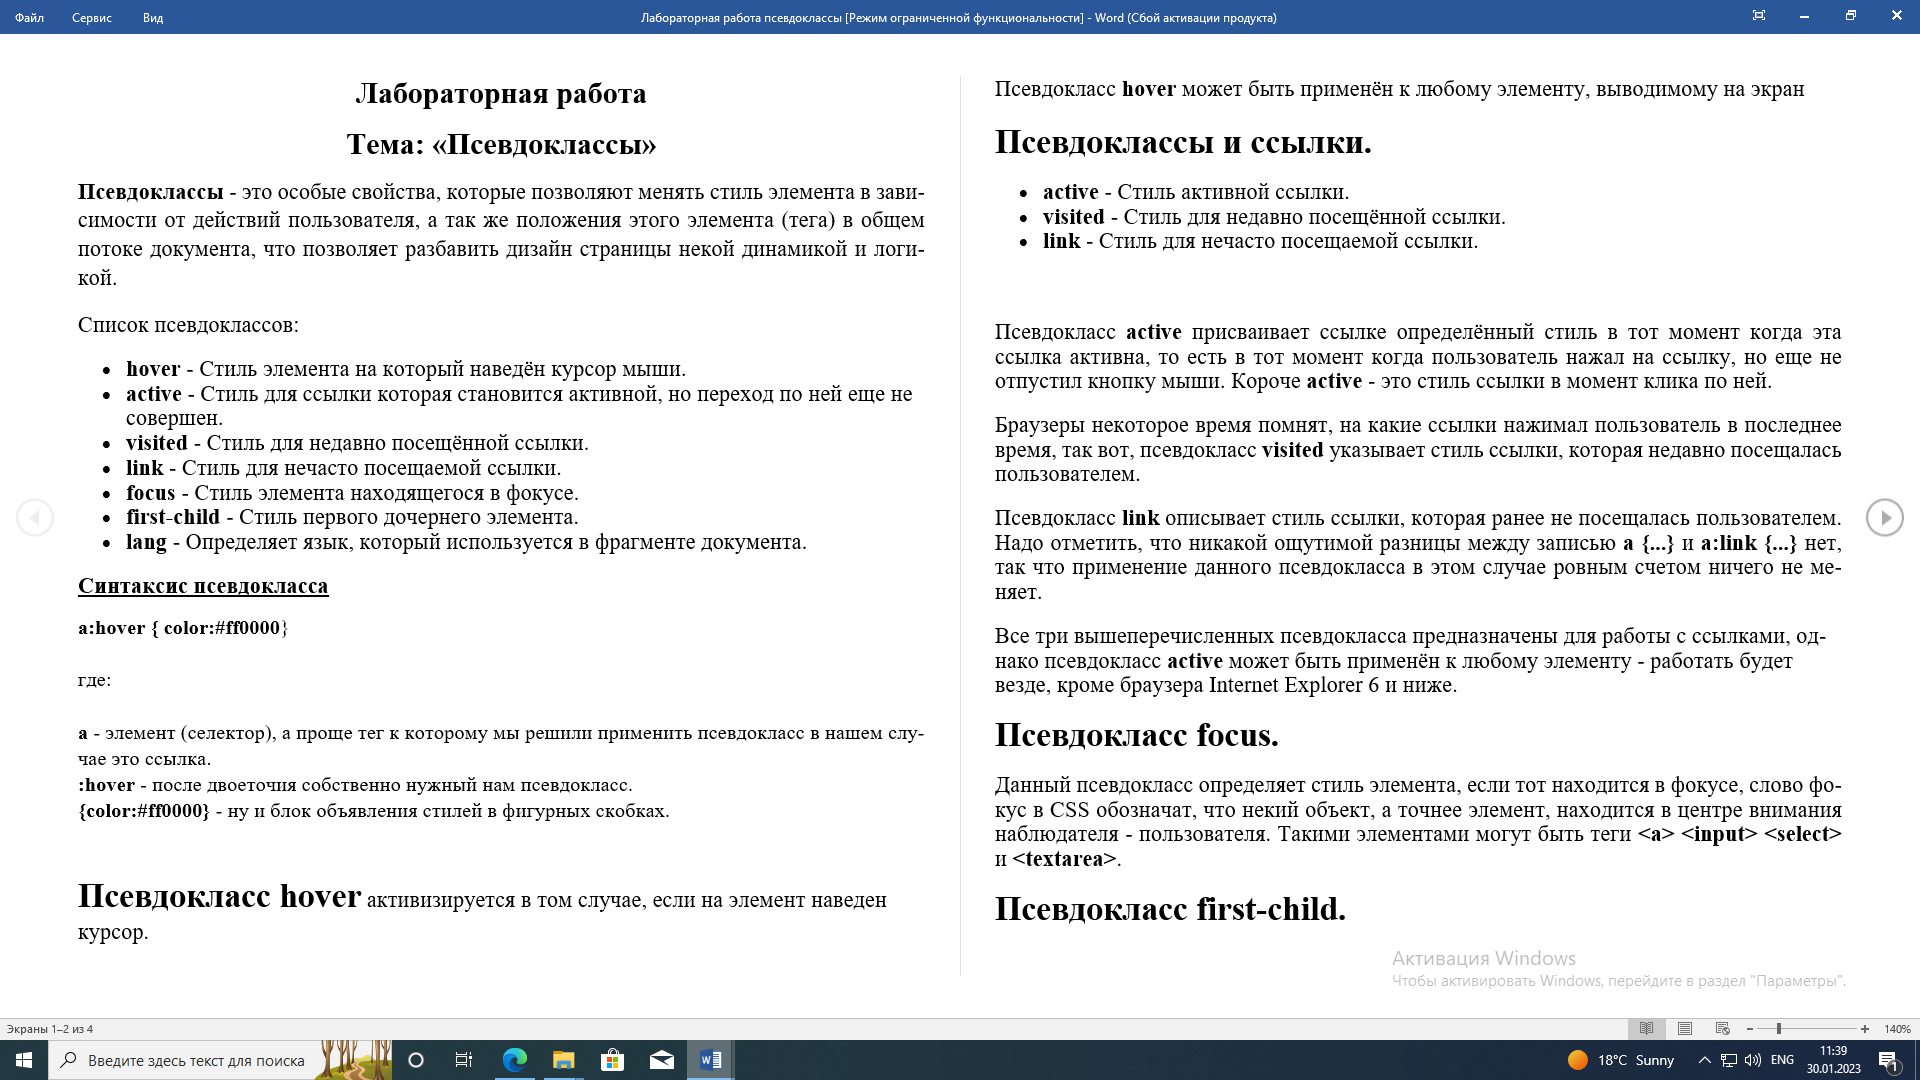 Файл Сервис Вид Лабораторная работа псевдоклассы [Режим ограниченной функциональности] - Word (Сбой активации продукта)
Лабораторная работа
Тема: «Псевдоклассы»
Псевдоклассы - это особые свойства, которые позволяют менять стиль элемента в зави-
симости от действий пользователя, а так же положения этого элемента (тега) в общем
потоке документа, что позволяет разбавить дизайн страницы некой динамикой и логи-
кой.
Список псевдоклассов:
• hover - Стиль элемента на который наведён курсор мыши.
• active - Стиль для ссылки которая становится активной, но переход по ней еще не
совершен.
• visited - Стиль для недавно посещённой ссылки.
• link - Стиль для нечасто посещаемой ссылки.
• focus - Стиль элемента находящегося в фокусе.
• first-child - Стиль первого дочернего элемента.
• lang - Определяет язык, который используется в фрагменте документа.
Синтаксис псевдокласса
a:hover { color:#ff0000}
где:
a - элемент (селектор), а проще тег к которому мы решили применить псевдокласс в нашем слу-
чае это ссылка.
:hover - после двоеточия собственно нужный нам псевдокласс.
{color:#ff0000} - ну и блок объявления стилей в фигурных скобках.
Псевдокласс hover активизируется в том случае, если на элемент наведен
курсор.
Псевдокласс hover может быть применён к любому элементу, выводимому на экран
Псевдоклассы и ссылки.
• active - Стиль активной ссылки.
• visited - Стиль для недавно посещённой ссылки.
• link - Стиль для нечасто посещаемой ссылки.
Псевдокласс active присваивает ссылке определённый стиль в тот момент когда эта
ссылка активна, то есть в тот момент когда пользователь нажал на ссылку, но еще не
отпустил кнопку мыши. Короче active - это стиль ссылки в момент клика по ней.
Браузеры некоторое время помнят, на какие ссылки нажимал пользователь в последнее
время, так вот, псевдокласс visited указывает стиль ссылки, которая недавно посещалась
пользователем.
Псевдокласс link описывает стиль ссылки, которая ранее не посещалась пользователем.
Надо отметить, что никакой ощутимой разницы между записью a {...} и a:link {...} нет,
так что применение данного псевдокласса в этом случае ровным счетом ничего не ме-
няет.
Все три вышеперечисленных псевдокласса предназначены для работы с ссылками, од-
нако псевдокласс active может быть применён к любому элементу - работать будет
везде, кроме браузера Internet Explorer 6 и ниже.
Псевдокласс focus.
Данный псевдокласс определяет стиль элемента, если тот находится в фокусе, слово фо-
кус в CSS обозначат, что некий объект, а точнее элемент, находится в центре внимания
наблюдателя - пользователя. Такими элементами могут быть теги <a> <input> <select>
и <textarea>.
Псевдокласс first-child.
Активация Windows
Чтобы активировать Windows, перейдите в раздел "Параметры".
Экраны 1–2 из 4 140%
Введите здесь текст для поиска 18°C Sunny ENG 11:39
30.01.2023 1